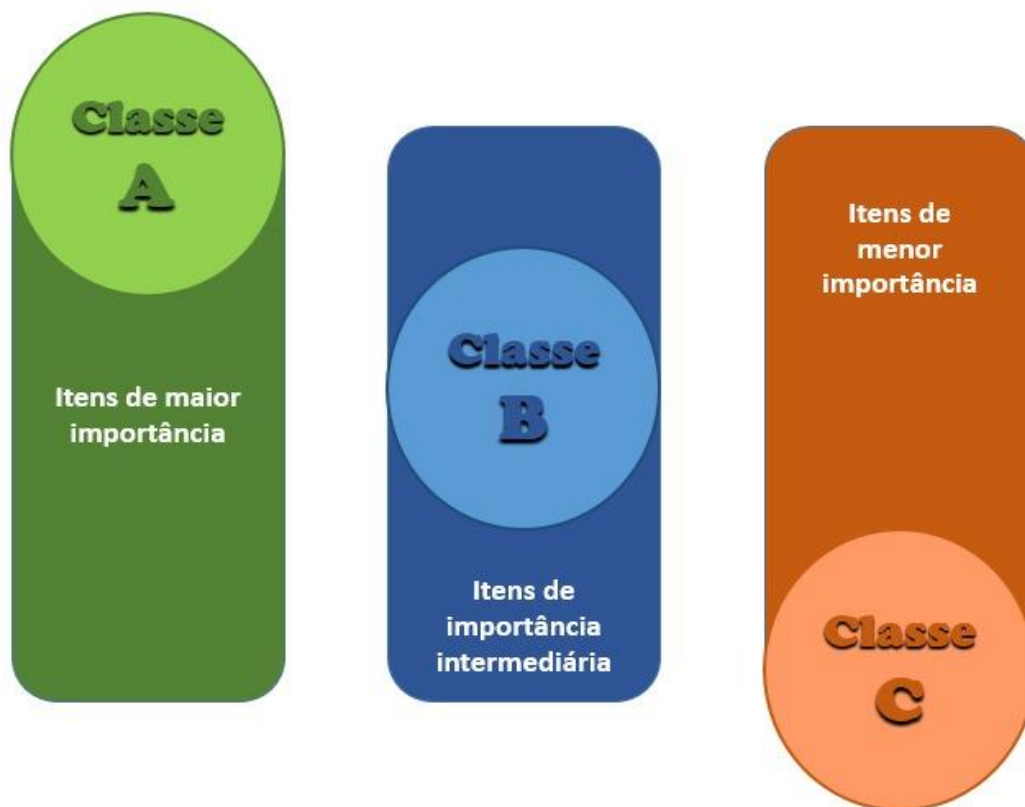 Classe
A
Itens de maior
importância
Classe
B
Itens de
importância
intermediária
Itens de
menor
importância
Classe
C